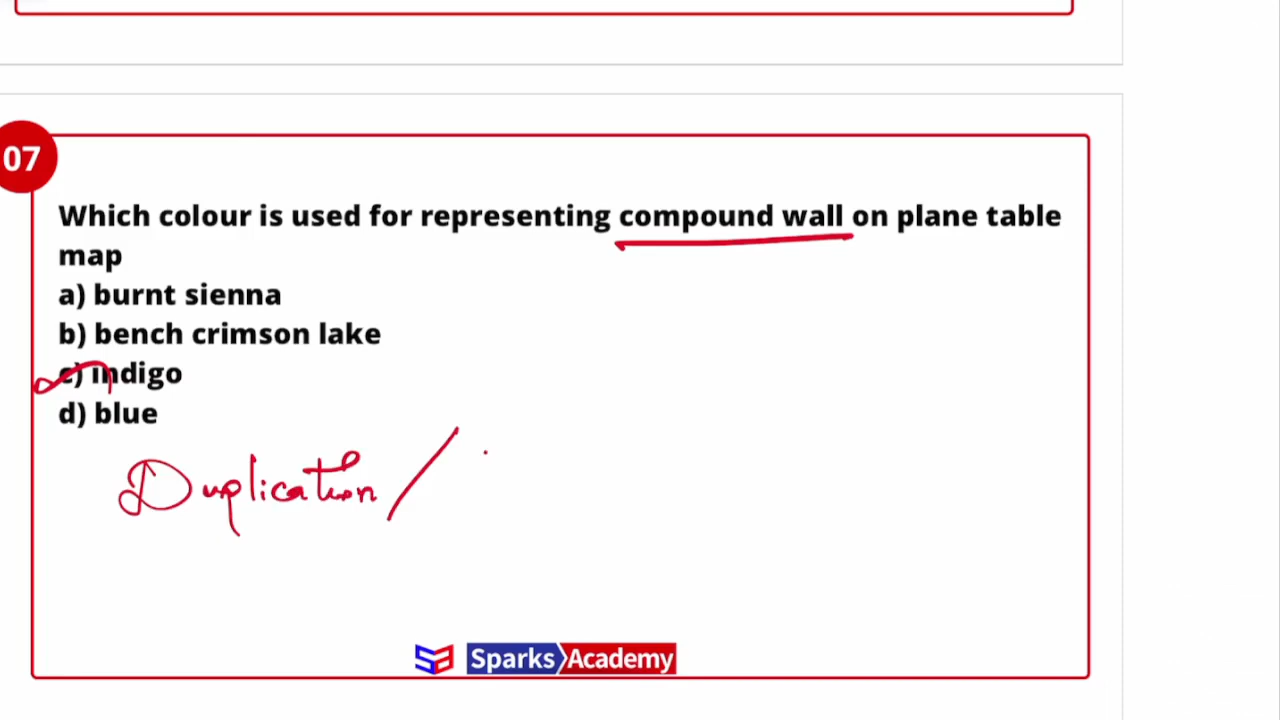 07
Which colour is used for representing compound wall on plane table
map
a) burnt sienna
b) bench crimson lake
c) indigo
d) blue
Duplication /
Sparks Academy